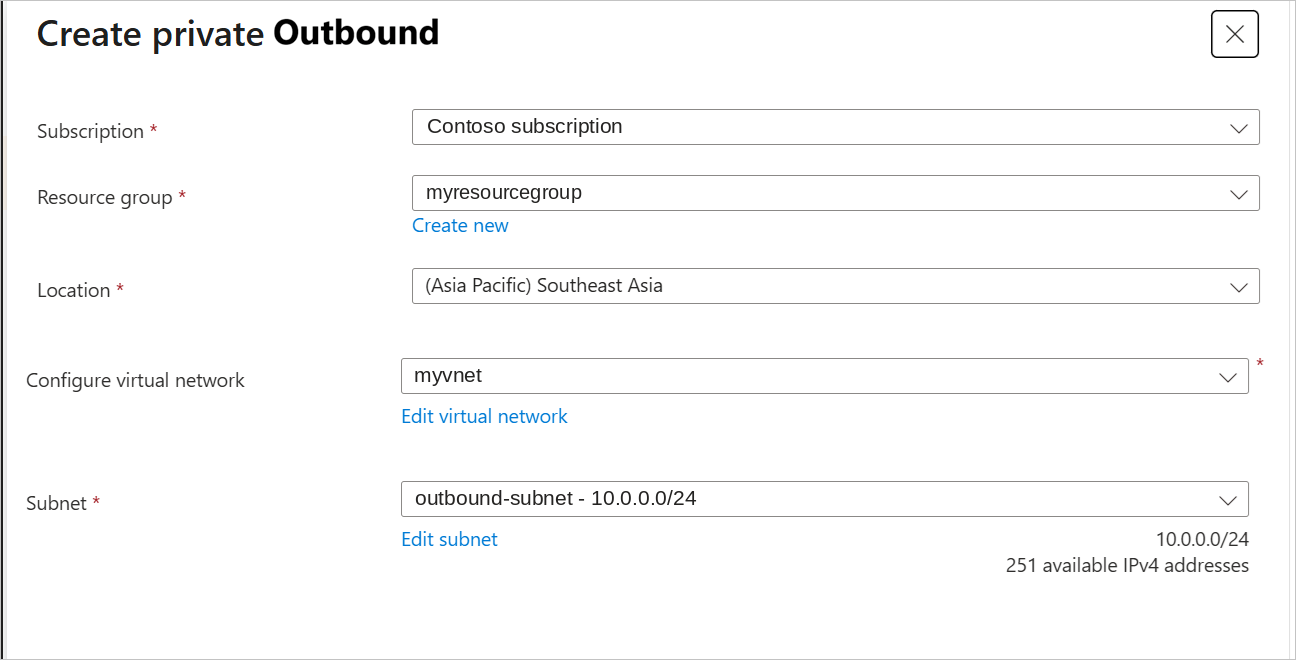 Create private Outbound
Subscription *
Contoso subscription
Resource group *
myresourcegroup
Create new
Location *
(Asia Pacific) Southeast Asia
Configure virtual network
myvnet
*
Edit virtual network
Subnet *
outbound-subnet - 10.0.0.0/24
Edit subnet
10.0.0.0/24
251 available IPv4 addresses